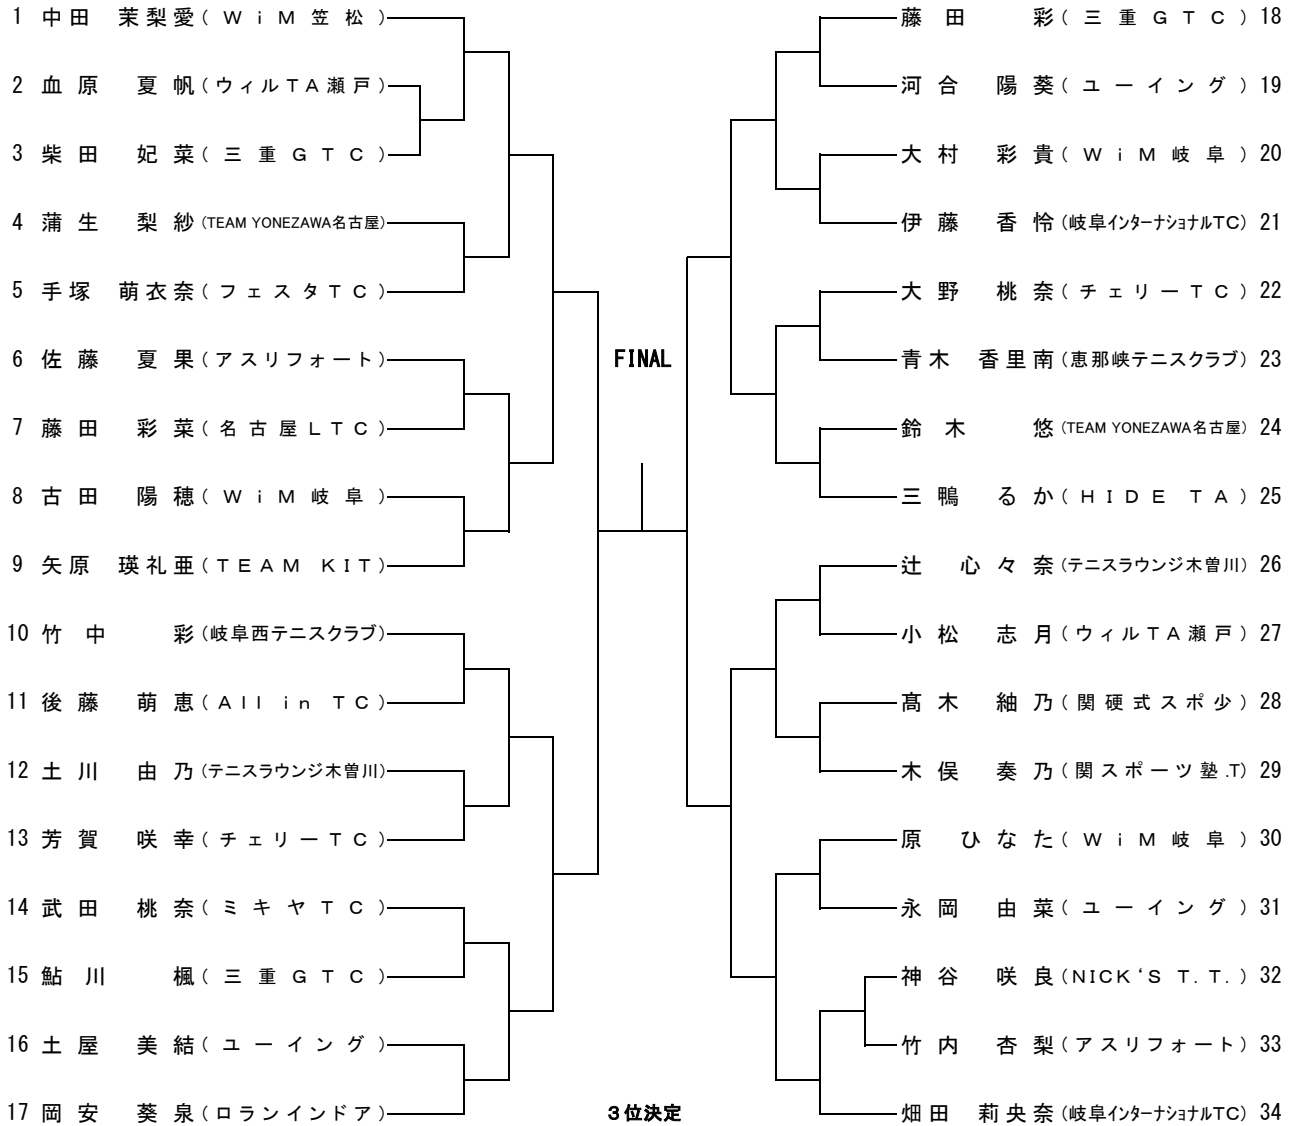 1 中田 茉梨愛 (WiM笠松)
2 血原 夏帆 (ウィルTA瀬戸)
3 柴田 妃菜 (三重GTC)
4 蒲生 梨紗 (TEAM YONEZAWA名古屋)
5 手塚 萌衣奈 (フェスタTC)
6 佐藤 夏果 (アスリフォート)
7 藤田 彩菜 (名古屋LTC)
8 古田 陽穂 (WiM岐阜)
9 矢原 瑛礼亜 (TEAM KIT)
10 竹中 彩 (岐阜西テニスクラブ)
11 後藤 萌恵 (All in TC)
12 土川 由乃 (テニスラウンジ木曽川)
13 芳賀 咲幸 (チェリーTC)
14 武田 桃奈 (ミキヤTC)
15 鮎川 楓 (三重GTC)
16 土屋 美結 (ユーイング)
17 岡安 葵泉 (ロランインドア)
FINAL
3位決定
藤田 彩 (三重GTC) 18
河合 陽葵 (ユーイング) 19
大村 彩貴 (WiM岐阜) 20
伊藤 香怜 (岐阜インターナショナルTC) 21
大野 桃奈 (チェリーTC) 22
青木 香里南 (恵那峡テニスクラブ) 23
鈴木 悠 (TEAM YONEZAWA名古屋) 24
三鴨 るか (HIDE TA) 25
辻 心々奈 (テニスラウンジ木曽川) 26
小松 志月 (ウィルTA瀬戸) 27
髙木 紬乃 (関硬式スポ少) 28
木俣 奏乃 (関スポーツ塾.T) 29
原 ひなた (WiM岐阜) 30
永岡 由菜 (ユーイング) 31
神谷 咲良 (NICK‘S T.T.) 32
竹内 杏梨 (アスリフォート) 33
畑田 莉央奈 (岐阜インターナショナルTC) 34